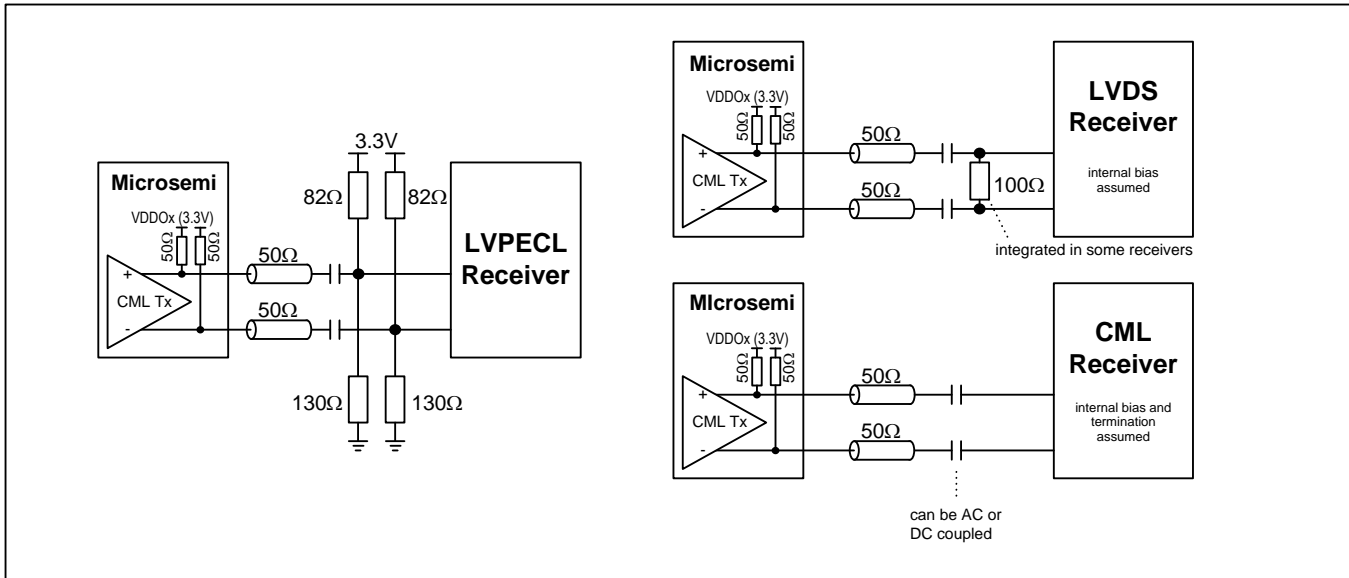 Microsemi
VDDOx (3.3V)
50Ω
50Ω
+
CML Tx
-
50Ω
50Ω
3.3V
82Ω
82Ω
130Ω
130Ω
LVPECL
Receiver
Microsemi
VDDOx (3.3V)
50Ω
50Ω
+
CML Tx
-
50Ω
50Ω
100Ω
LVDS
Receiver
internal bias
assumed
integrated in some receivers
MIcrosemi
VDDOx (3.3V)
50Ω
50Ω
+
CML Tx
-
50Ω
50Ω
CML
Receiver
internal bias and
termination
assumed
can be AC or
DC coupled